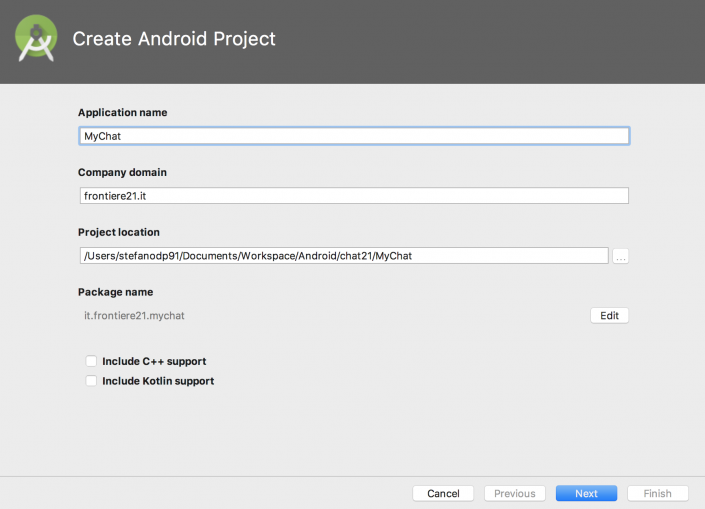 Create Android Project
Application name
MyChat
Company domain
frontiere21.it
Project location
/Users/stefanodp91/Documents/Workspace/Android/chat21/MyChat
...
Package name
it.frontiere21.mychat
Edit
Include C++ support
Include Kotlin support
Cancel
Previous
Next
Finish